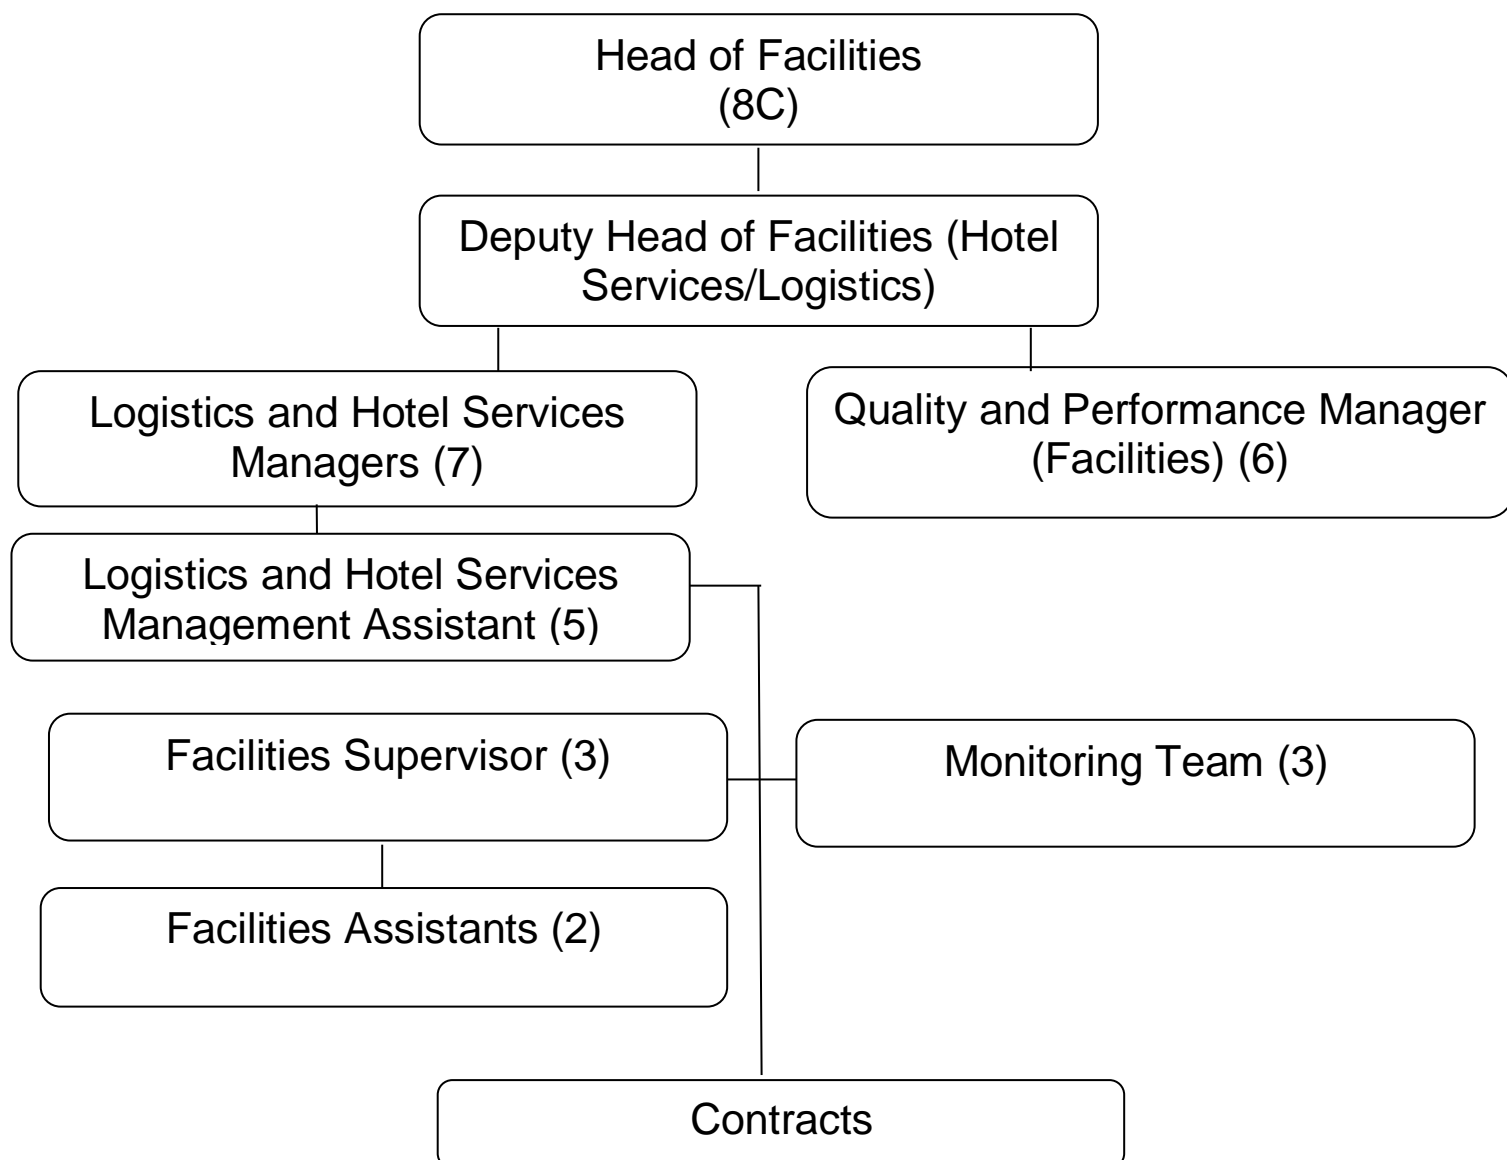 Head of Facilities
(8C)
Deputy Head of Facilities (Hotel
Services/Logistics)
Logistics and Hotel Services
Managers (7)
Quality and Performance Manager
(Facilities) (6)
Logistics and Hotel Services
Management Assistant (5)
Facilities Supervisor (3)
Monitoring Team (3)
Facilities Assistants (2)
Contracts